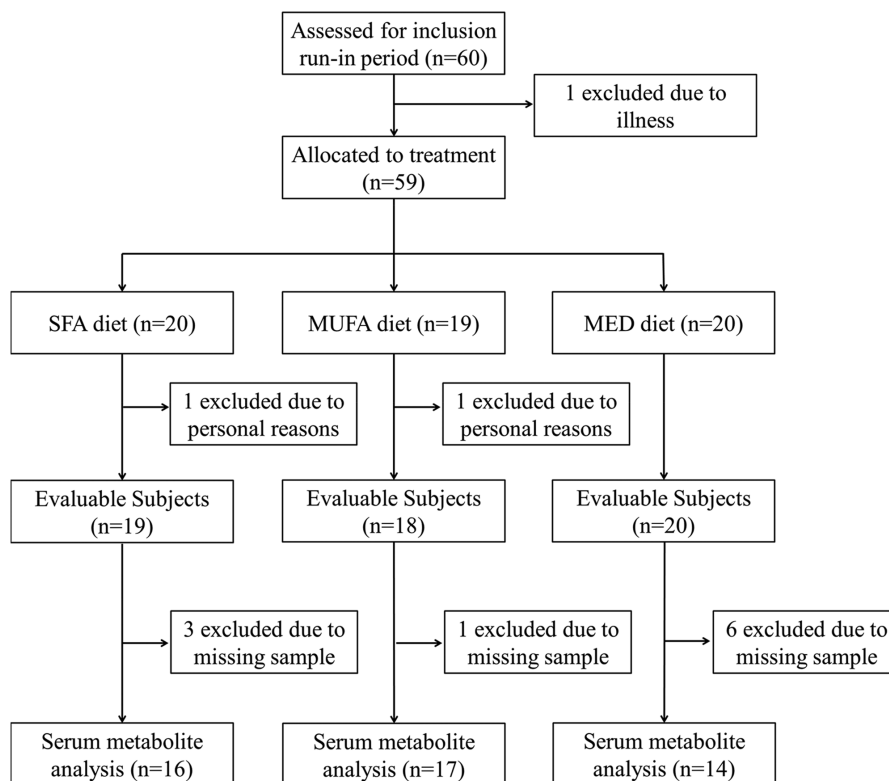 Assessed for inclusion
run-in period (n=60)
1 excluded due to
illness
Allocated to treatment
(n=59)
SFA diet (n=20)
MUFA diet (n=19)
MED diet (n=20)
1 excluded due to
personal reasons
1 excluded due to
personal reasons
Evaluable Subjects
(n=19)
Evaluable Subjects
(n=18)
Evaluable Subjects
(n=20)
3 excluded due to
missing sample
1 excluded due to
missing sample
6 excluded due to
missing sample
Serum metabolite
analysis (n=16)
Serum metabolite
analysis (n=17)
Serum metabolite
analysis (n=14)